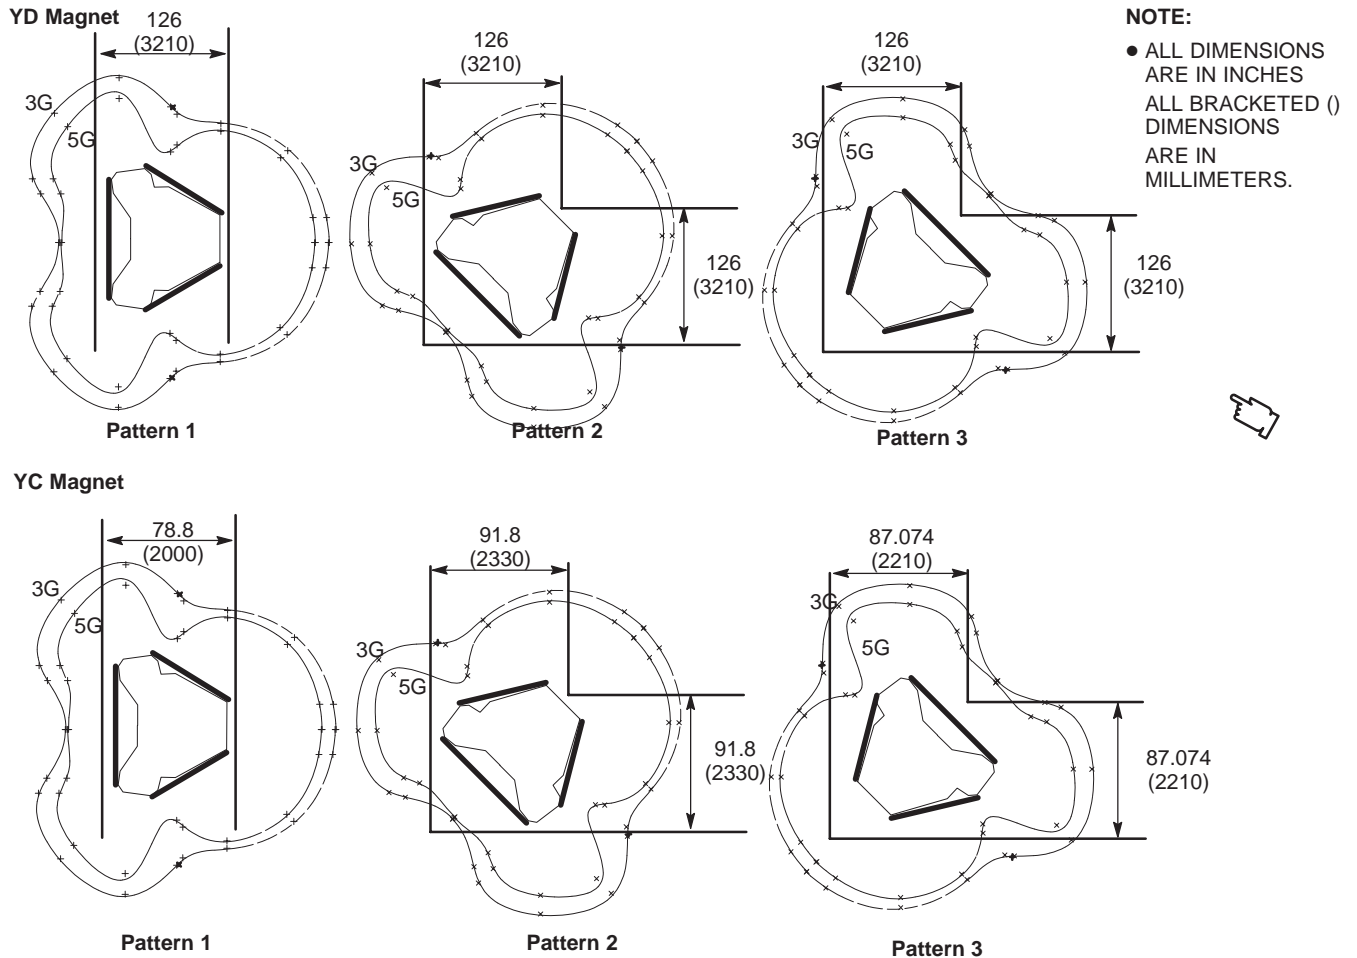 YD Magnet
126
(3210)
3G
5G
Pattern 1
126
(3210)
3G
5G
126
(3210)
Pattern 2
126
(3210)
3G
5G
126
(3210)
Pattern 3
NOTE:
● ALL DIMENSIONS
ARE IN INCHES
ALL BRACKETED ()
DIMENSIONS
ARE IN
MILLIMETERS.
YC Magnet
78.8
(2000)
3G
5G
Pattern 1
91.8
(2330)
3G
5G
91.8
(2330)
Pattern 2
87.074
(2210)
3G
5G
87.074
(2210)
Pattern 3